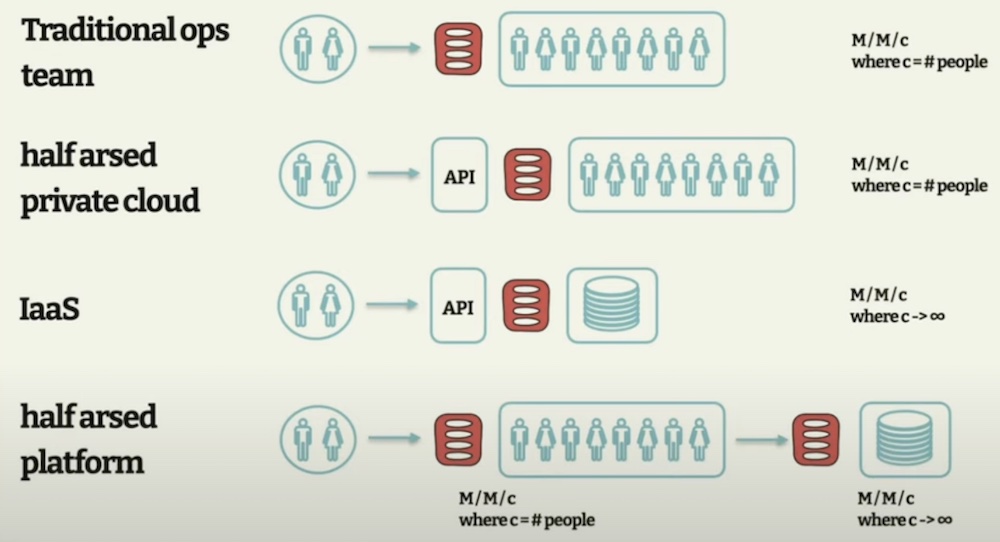 Traditional ops
team
M/M/c
where c = # people
half arsed
private cloud
API
M/M/c
where c = # people
IaaS
API
M/M/c
where c -> ∞
half arsed
platform
M/M/c
where c = # people
M/M/c
where c -> ∞